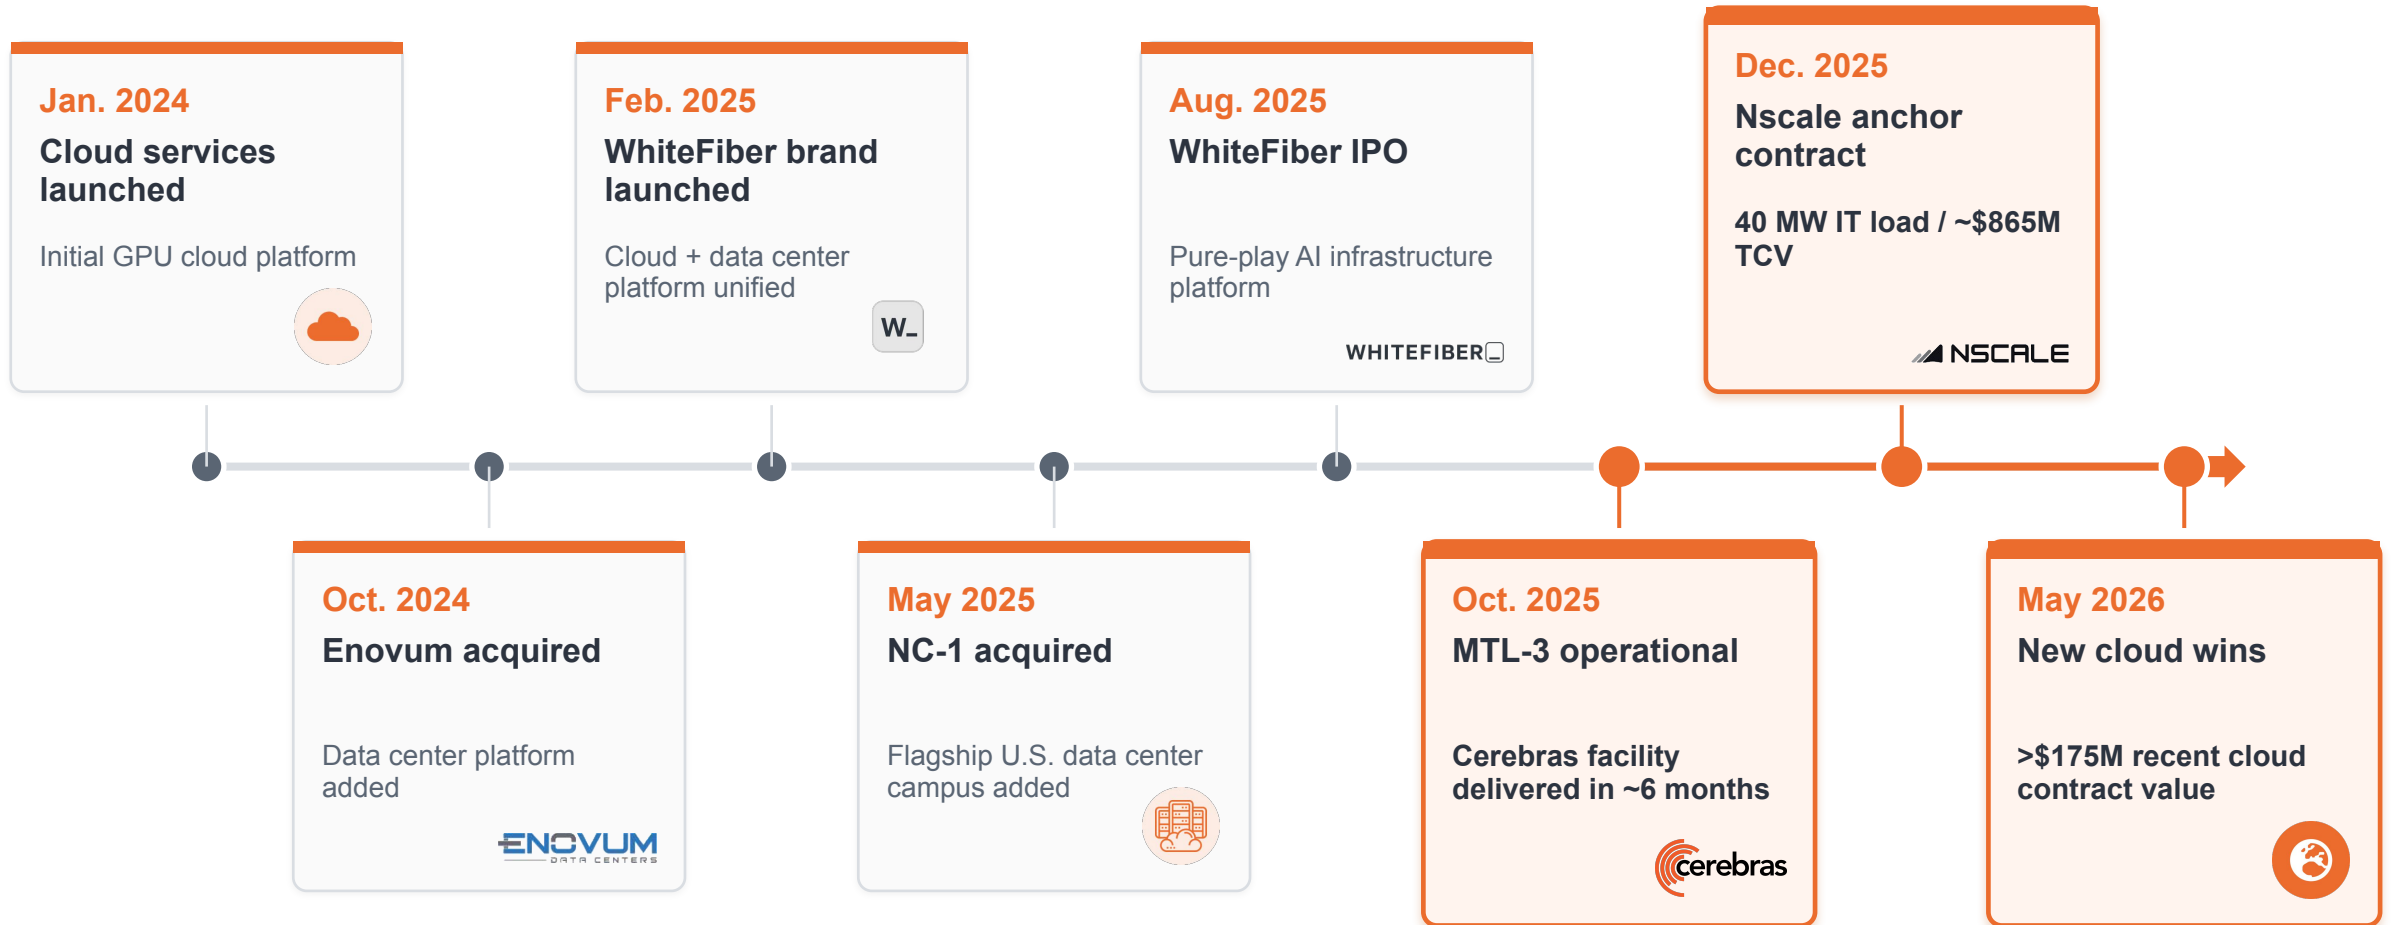 Jan. 2024
Cloud services
launched
Initial GPU cloud platform
Feb. 2025
WhiteFiber brand
launched
Cloud + data center
platform unified
W_
Aug. 2025
WhiteFiber IPO
Pure-play AI infrastructure
platform
WHITEFIBER
Dec. 2025
Nscale anchor
contract
40 MW IT load / ~$865M
TCV
NSCALE
Oct. 2024
Enovum acquired
Data center platform
added
ENOVUM
DATA CENTERS
May 2025
NC-1 acquired
Flagship U.S. data center
campus added
Oct. 2025
MTL-3 operational
Cerebras facility
delivered in ~6 months
cerebras
May 2026
New cloud wins
>$175M recent cloud
contract value